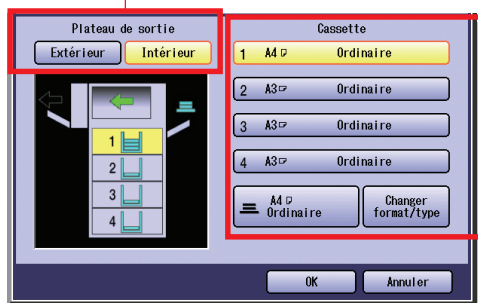 Plateau de sortie
Extérieur Intérieur
1
2
3
4
Cassette
1 A4 Ordinaire
2 A3 Ordinaire
3 A3 Ordinaire
4 A3 Ordinaire
A4
Ordinaire
Changer
format/type
OK Annuler